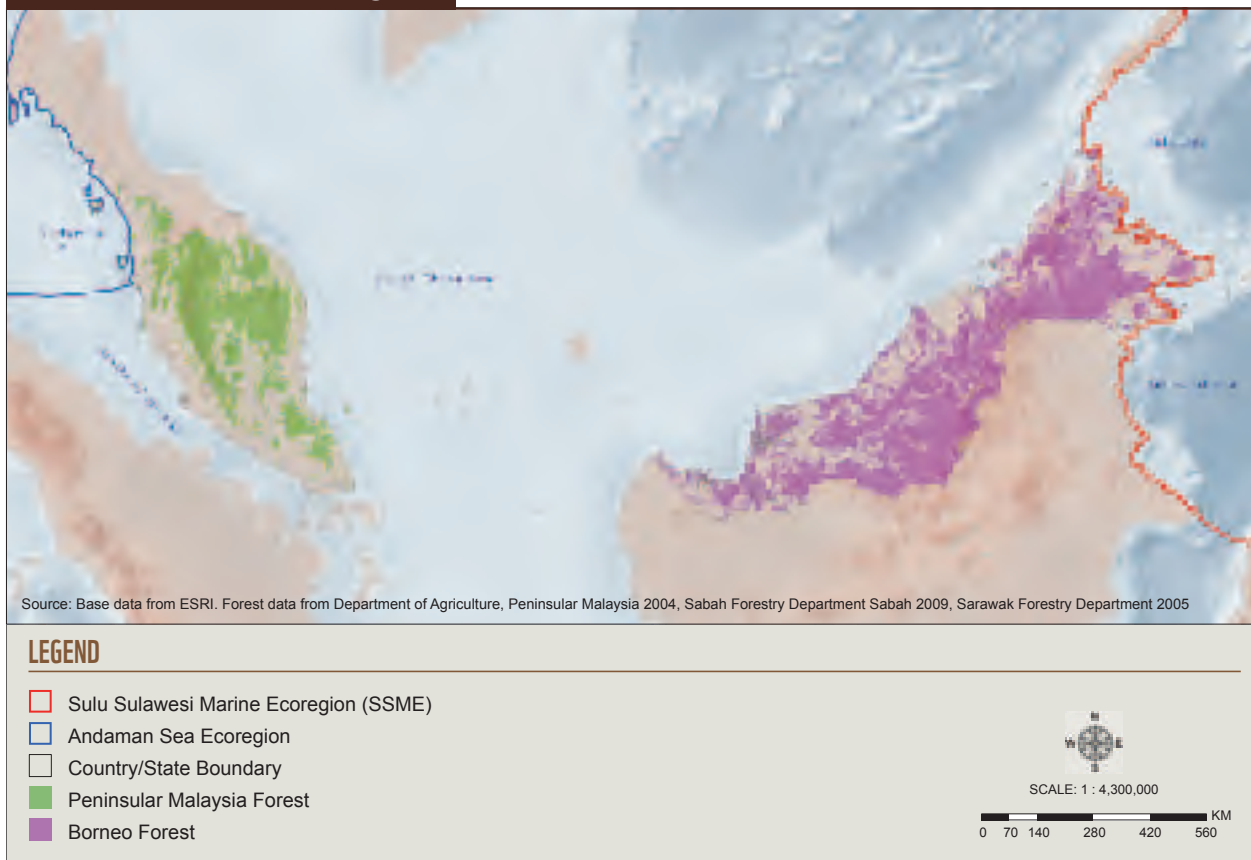 Source: Base data from ESRI. Forest data from Department of Agriculture, Peninsular Malaysia 2004, Sabah Forestry Department Sabah 2009, Sarawak Forestry Department 2005
LEGEND
Sulu Sulawesi Marine Ecoregion (SSME)
Andaman Sea Ecoregion
Country/State Boundary
Peninsular Malaysia Forest
Borneo Forest
N
W E
S
SCALE: 1 : 4,300,000
KM
0 70 140 280 420 560